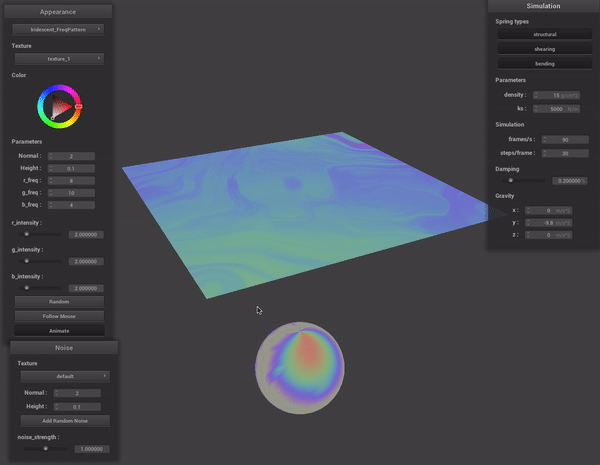 Appearance
Iridescent_FreqPattern
Texture
texture_1
Color
Parameters
Normal : 2
Height : 0.1
r_freq : 8
g_freq : 10
b_freq : 4
r_intensity :
2.000000
g_intensity :
2.000000
b_intensity :
2.000000
Random
Follow Mouse
Animate
Noise
Texture
default
Normal : 2
Height : 0.1
Add Random Noise
noise_strength :
1.000000
Simulation
Spring types
structural
shearing
bending
Parameters
density : 15 g/cm^2
ks : 5000 N/m
Simulation
frames/s : 90
steps/frame : 30
Damping
0.200000
Gravity
x : 0 m/s^2
y : -9.8 m/s^2
z : 0 m/s^2